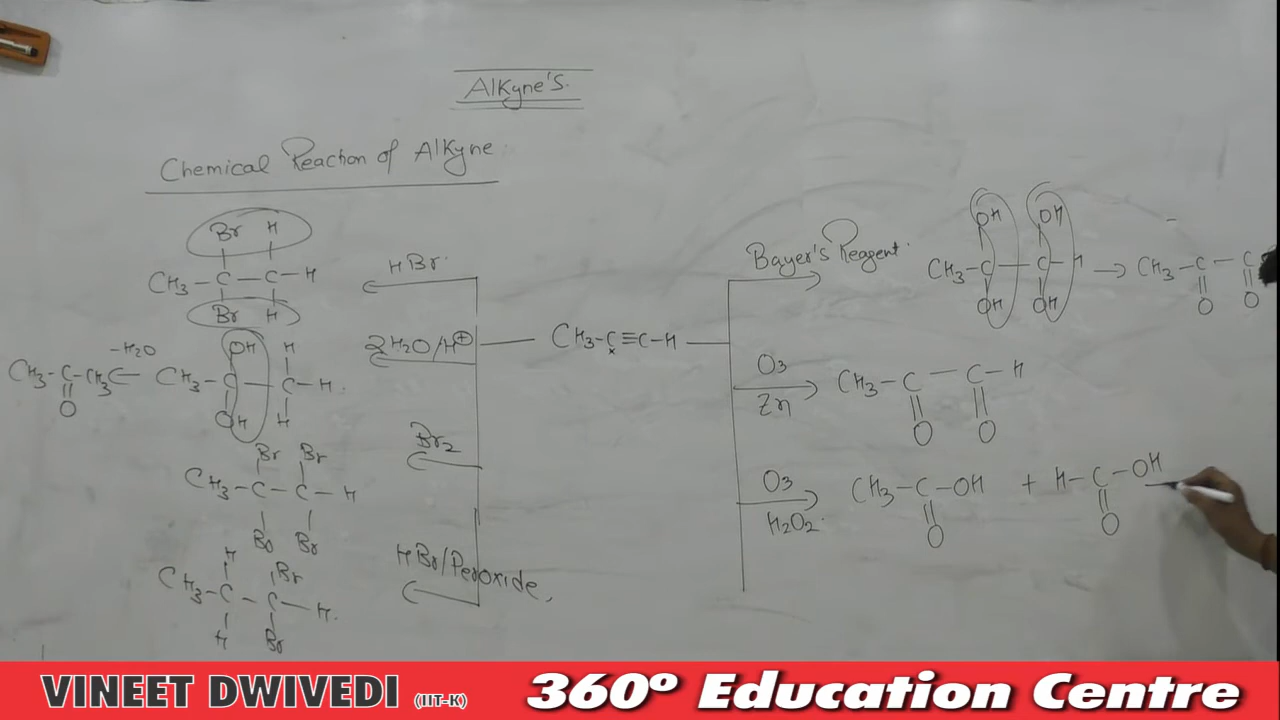 Alkyne'S.
Chemical Reaction of Alkyne.
Br H
CH3-C-C-H
Br H
HBr.
2H2O/H⊕
-H2O
CH3-C-CH3
O
OH H
CH3-C-C-H.
OH H
Br2
Br Br
CH3-C-C-H
Br Br
HBr/Peroxide.
H Br
CH3-C-C-H.
H Br
CH3-C≡C-H
x
Bayer's Reagent.
OH OH
CH3-C-C-H → CH3-C-C
OH OH O O
O3
Zn
CH3-C-C-H
O O
O3
H2O2.
CH3-C-OH + H-C-OH
O O
VINEET DWIVEDI (IIT-K) 360º Education Centre